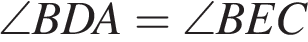 ∠BDA = ∠BEC